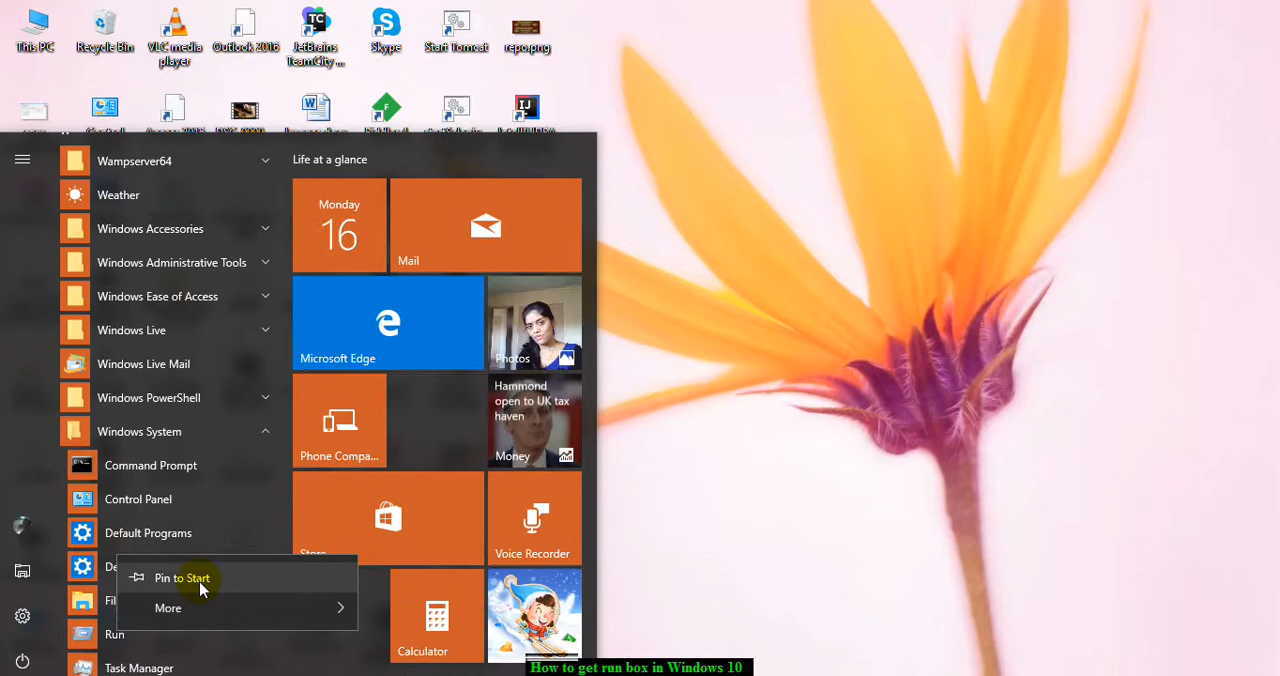 This PC
Recycle Bin
VLC media
player
Outlook 2016
JetBrains
TeamCity ...
Skype
Start Tomcat
repo.png
Life at a glance
Wampserver64
Weather
Windows Accessories
Windows Administrative Tools
Windows Ease of Access
Windows Live
Windows Live Mail
Windows PowerShell
Windows System
Command Prompt
Control Panel
Default Programs
De
Fil
Run
Task Manager
Pin to Start
More
Monday
16
Mail
Microsoft Edge
Photos
Phone Compa...
Hammond
open to UK tax
haven
Money
Store
Voice Recorder
Calculator
How to get run box in Windows 10